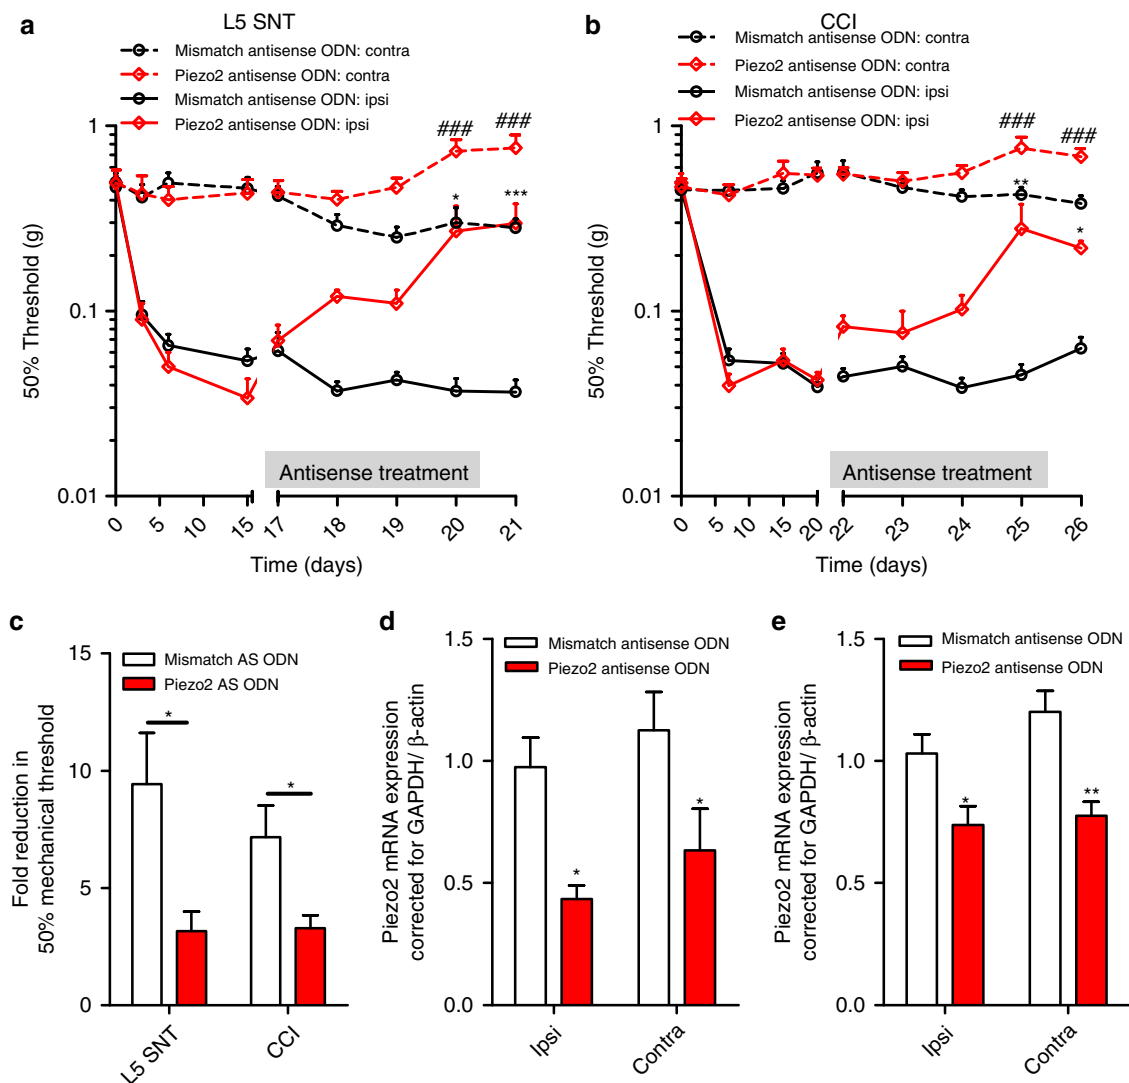 a
L5 SNT
Mismatch antisense ODN: contra
Piezo2 antisense ODN: contra
Mismatch antisense ODN: ipsi
Piezo2 antisense ODN: ipsi
50% Threshold (g)
1
0.1
0.01
###
###
*
***
Antisense treatment
0
5
10
15
17
18
19
20
21
Time (days)
b
CCI
Mismatch antisense ODN: contra
Piezo2 antisense ODN: contra
Mismatch antisense ODN: ipsi
Piezo2 antisense ODN: ipsi
50% Threshold (g)
1
0.1
0.01
###
###
**
*
Antisense treatment
0
5
10
15
20
22
23
24
25
26
Time (days)
c
Mismatch AS ODN
Piezo2 AS ODN
Fold reduction in
50% mechanical threshold
15
10
5
0
*
*
L5 SNT
CCI
d
Mismatch antisense ODN
Piezo2 antisense ODN
Piezo2 mRNA expression
corrected for GAPDH/ β-actin
1.5
1.0
0.5
0.0
*
*
Ipsi
Contra
e
Mismatch antisense ODN
Piezo2 antisense ODN
Piezo2 mRNA expression
corrected for GAPDH/ β-actin
1.5
1.0
0.5
0.0
*
**
Ipsi
Contra